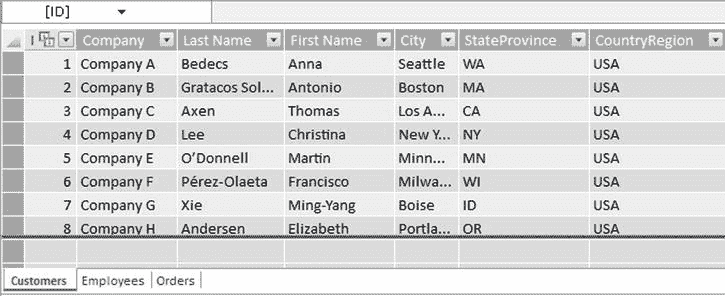 [ID]
I Company Last Name First Name City StateProvince CountryRegion
1 Company A Bedecs Anna Seattle WA USA
2 Company B Gratacos Sol... Antonio Boston MA USA
3 Company C Axen Thomas Los A... CA USA
4 Company D Lee Christina New Y... NY USA
5 Company E O’Donnell Martin Minn... MN USA
6 Company F Pérez-Olaeta Francisco Milwa... WI USA
7 Company G Xie Ming-Yang Boise ID USA
8 Company H Andersen Elizabeth Portla... OR USA
Customers Employees Orders